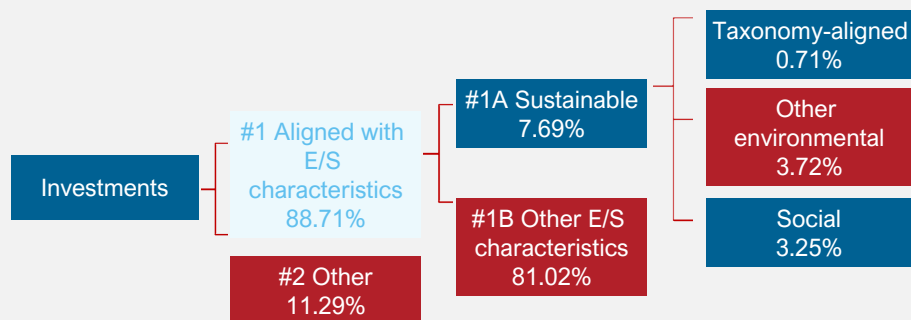 Investments
#1 Aligned with
E/S
characteristics
88.71%
#2 Other
11.29%
#1A Sustainable
7.69%
#1B Other E/S
characteristics
81.02%
Taxonomy-aligned
0.71%
Other
environmental
3.72%
Social
3.25%